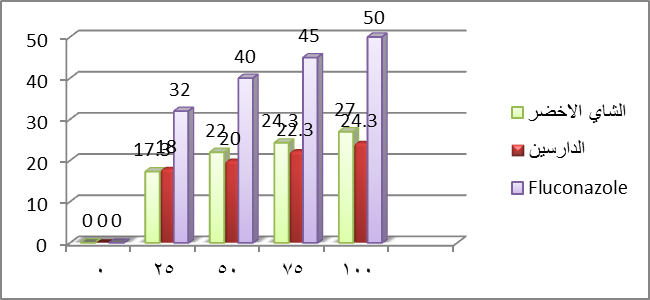 50
40
30
20
10
0
0 0 0
17.3 18 32
22 20 40
24.3 22.3 45
27 24.3 50
٠ ٢٥ ٥٠ ٧٥ ١٠٠
الشاي الاخضر
الدارسين
Fluconazole